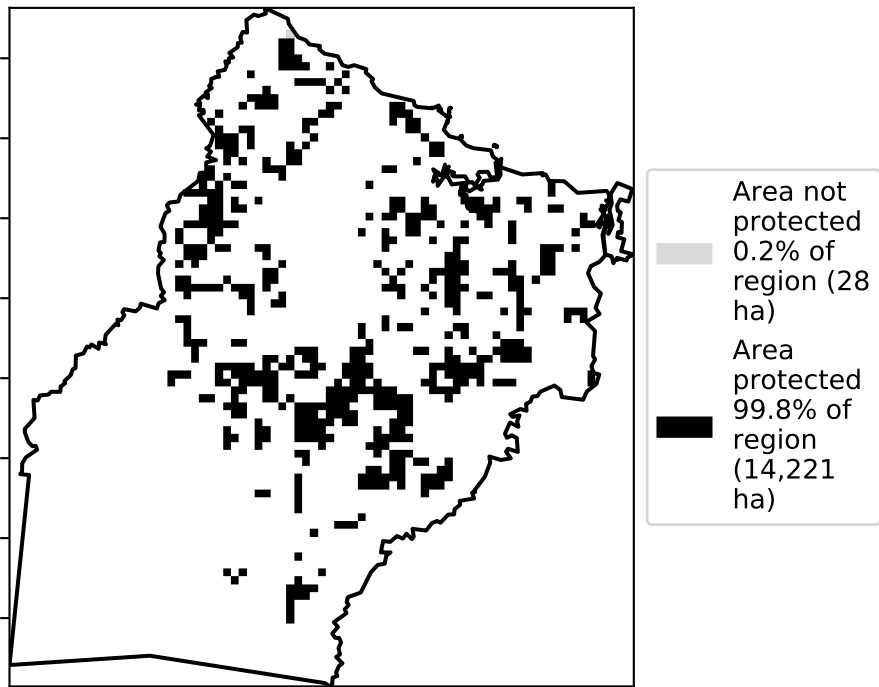 Area not
protected
0.2% of
region (28
ha)
Area
protected
99.8% of
region
(14,221
ha)